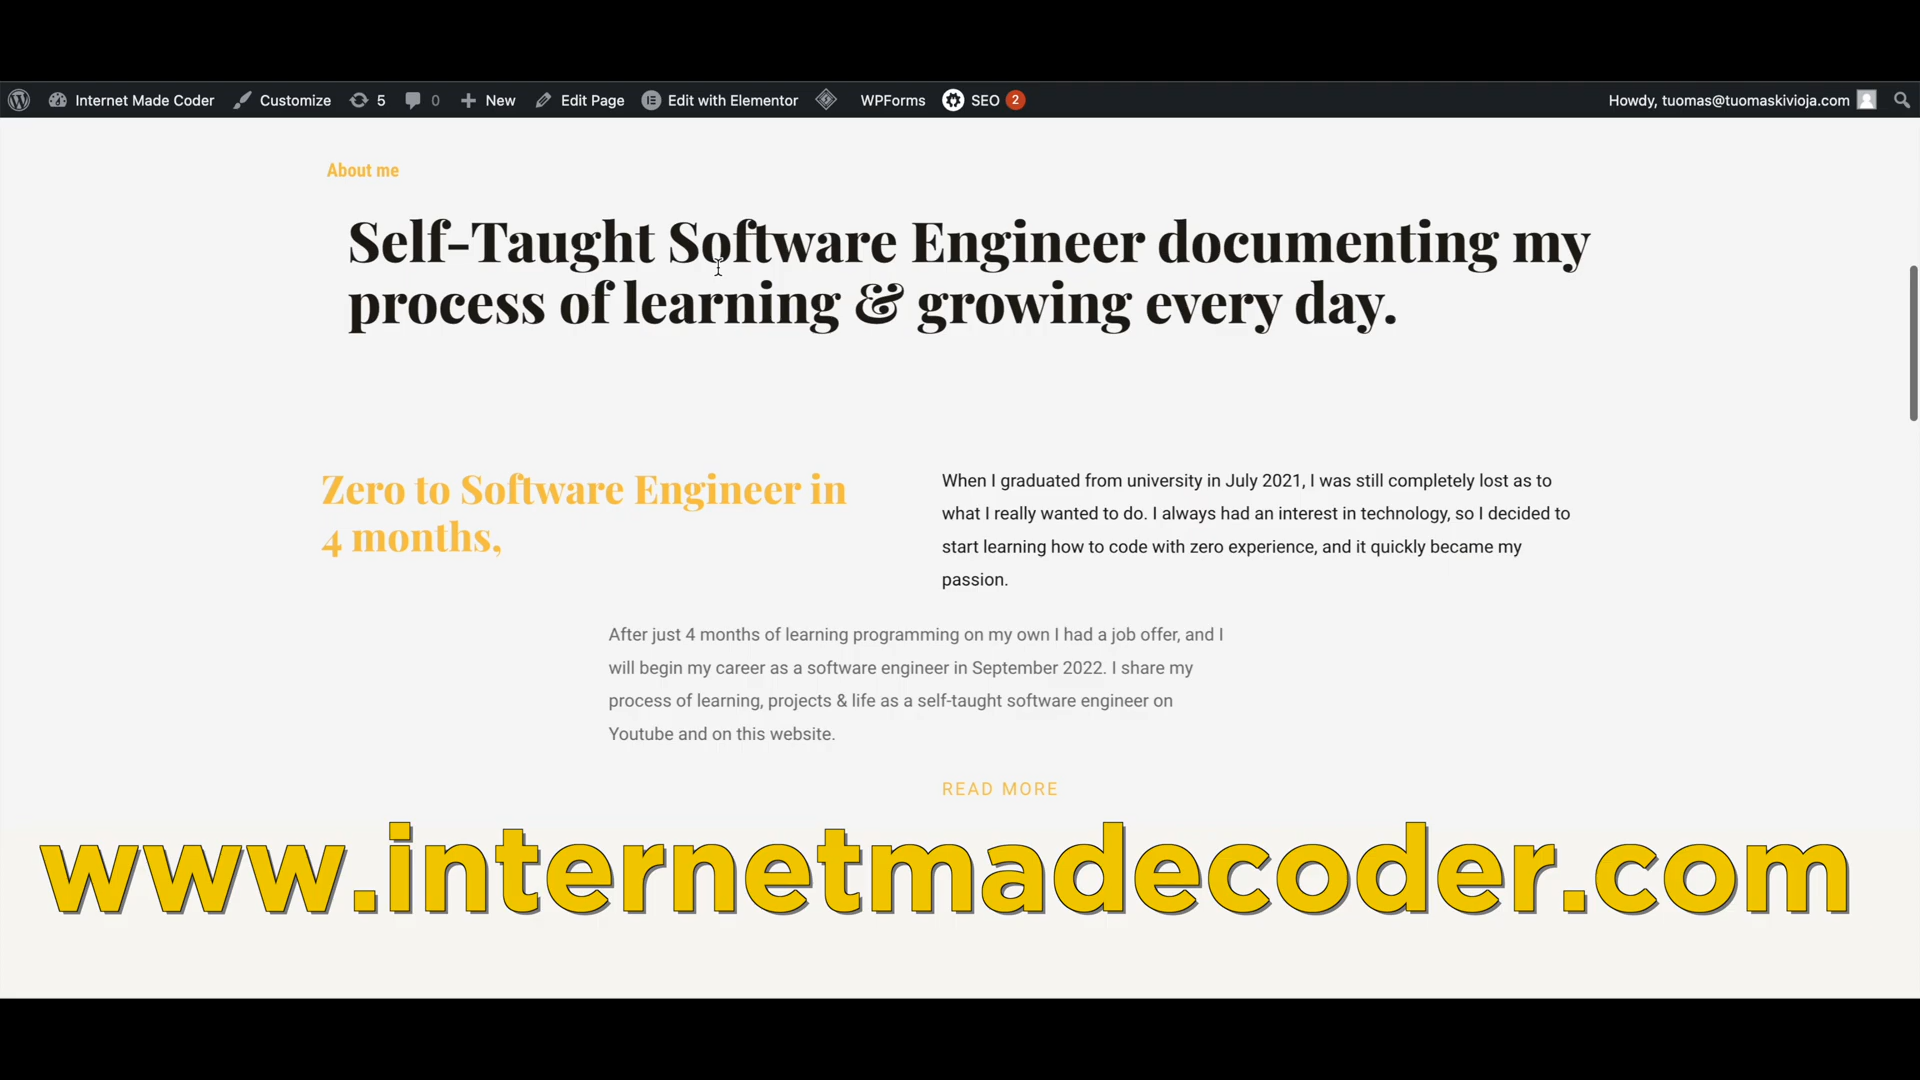 Internet Made Coder Customize 5 0 New Edit Page Edit with Elementor WPForms SEO 2 Howdy, tuomas@tuomaskivioja.com
About me
Self-Taught Software Engineer documenting my
process of learning & growing every day.
Zero to Software Engineer in
4 months,
When I graduated from university in July 2021, I was still completely lost as to
what I really wanted to do. I always had an interest in technology, so I decided to
start learning how to code with zero experience, and it quickly became my
passion.
After just 4 months of learning programming on my own I had a job offer, and I
will begin my career as a software engineer in September 2022. I share my
process of learning, projects & life as a self-taught software engineer on
Youtube and on this website.
READ MORE
www.internetmadecoder.com